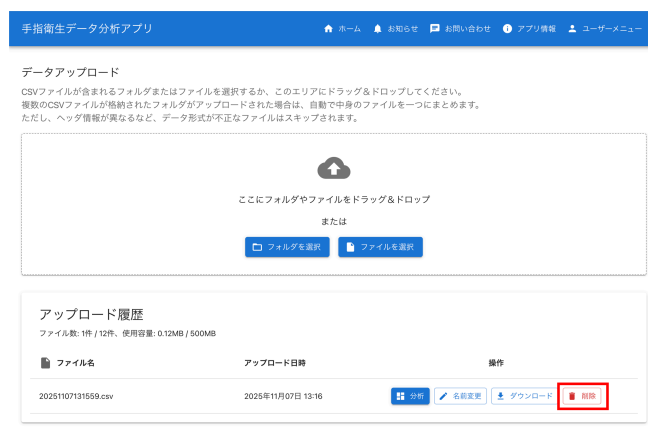 手指衛生データ分析アプリ ホーム お知らせ お問い合わせ アプリ情報 ユーザーメニュー
データアップロード
CSVファイルが含まれるフォルダまたはファイルを選択するか、このエリアにドラッグ＆ドロップしてください。
複数のCSVファイルが格納されたフォルダがアップロードされた場合は、自動で中身のファイルを一つにまとめます。
ただし、ヘッダ情報が異なるなど、データ形式が不正なファイルはスキップされます。
ここにフォルダやファイルをドラッグ＆ドロップ
または
フォルダを選択 ファイルを選択
アップロード履歴
ファイル数: 1件 / 12件、使用容量: 0.12MB / 500MB
ファイル名 アップロード日時 操作
20251107131559.csv 2025年11月07日 13:16 分析 名前変更 ダウンロード 削除